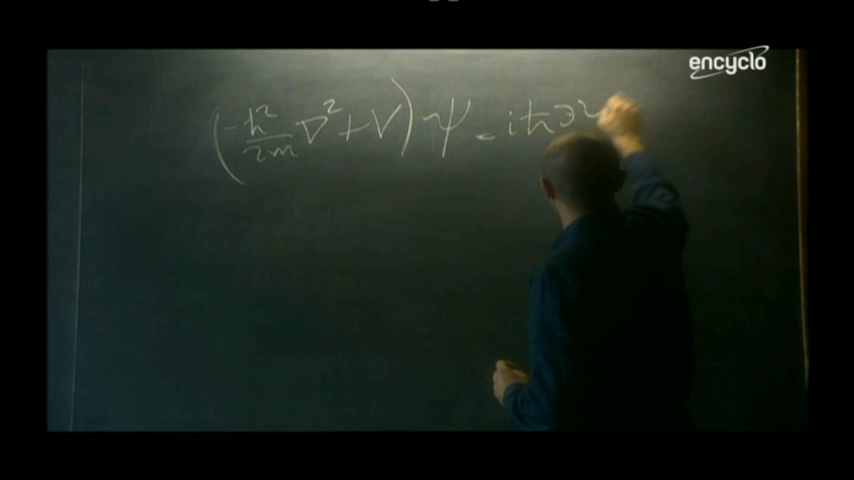 encyclo
(-ħ²/2m ∇² + V) Ψ = iħ∂